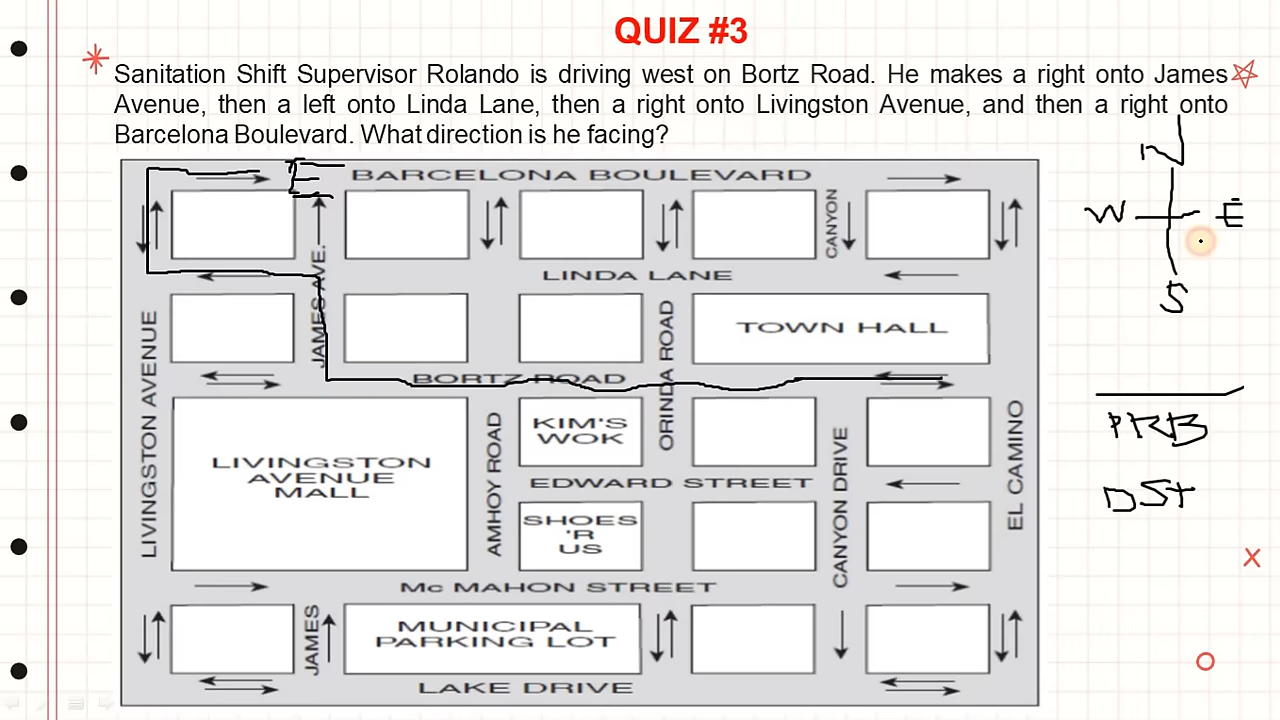 QUIZ #3
Sanitation Shift Supervisor Rolando is driving west on Bortz Road. He makes a right onto James
Avenue, then a left onto Linda Lane, then a right onto Livingston Avenue, and then a right onto
Barcelona Boulevard. What direction is he facing?
N
W E
S
E
BARCELONA BOULEVARD
CANYON
JAMES AVE.
LINDA LANE
LIVINGSTON AVENUE
ORINDA ROAD
TOWN HALL
BORTZ ROAD
PRB
DST
LIVINGSTON
AVENUE
MALL
AMHOY ROAD
KIM'S
WOK
EDWARD STREET
CANYON DRIVE
EL CAMINO
SHOES
'R
US
Mc MAHON STREET
JAMES
MUNICIPAL
PARKING LOT
LAKE DRIVE